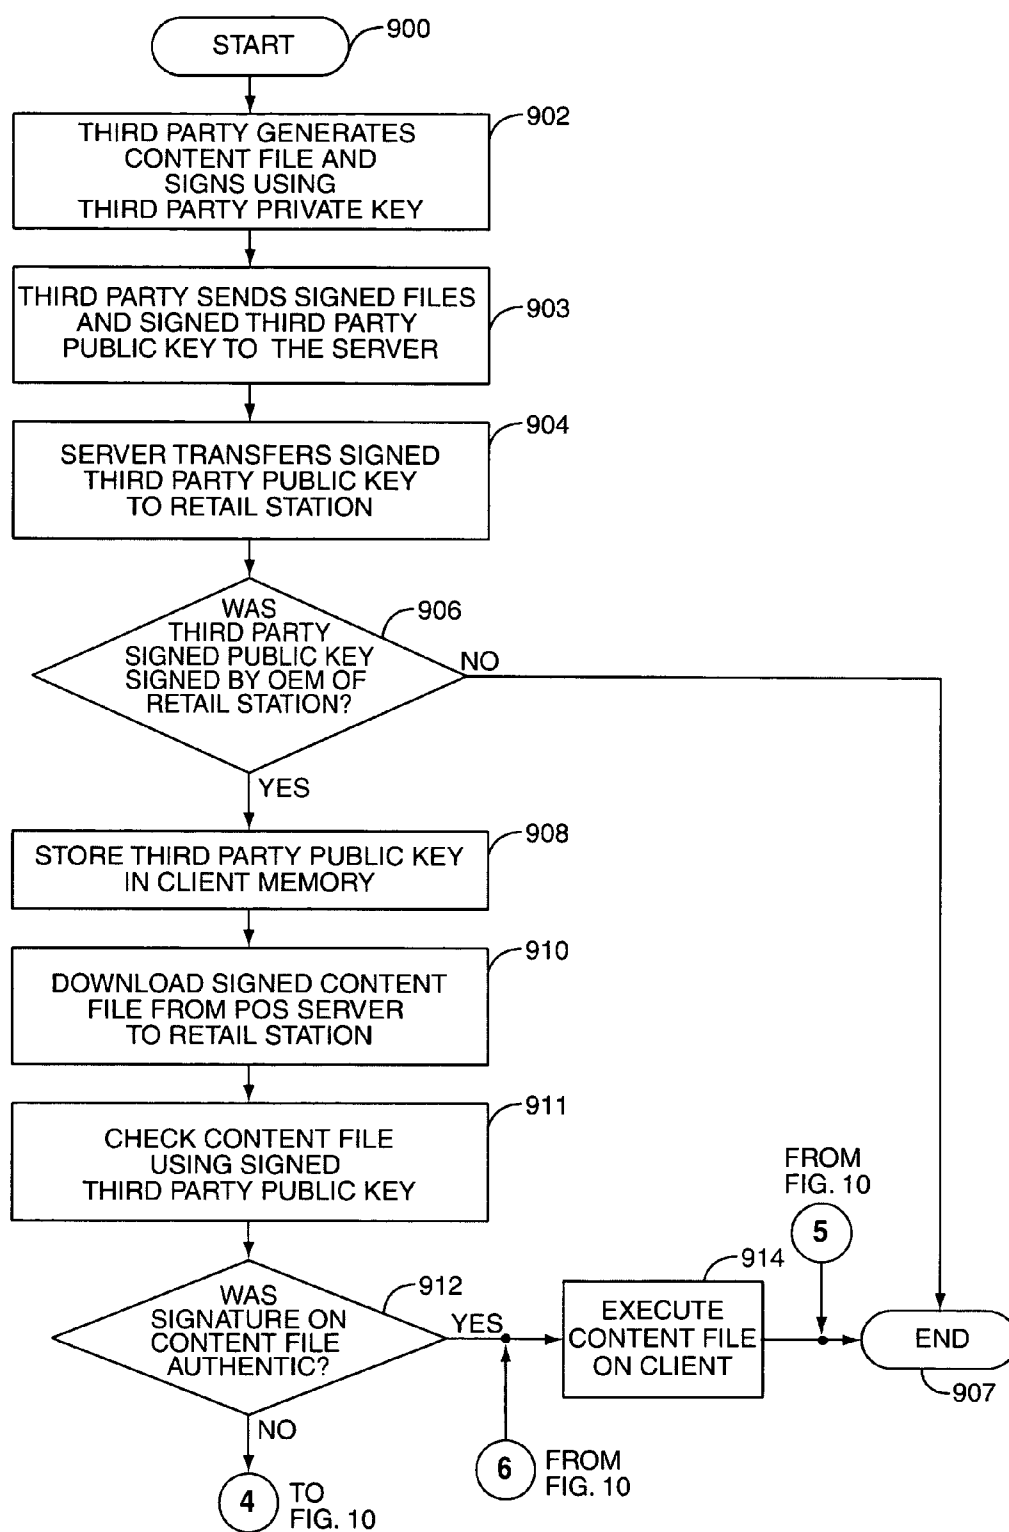 START
900
902
THIRD PARTY GENERATES
CONTENT FILE AND
SIGNS USING
THIRD PARTY PRIVATE KEY
THIRD PARTY SENDS SIGNED FILES
AND SIGNED THIRD PARTY
PUBLIC KEY TO THE SERVER
903
904
SERVER TRANSFERS SIGNED
THIRD PARTY PUBLIC KEY
TO RETAIL STATION
906
WAS
THIRD PARTY
SIGNED PUBLIC KEY
SIGNED BY OEM OF
RETAIL STATION?
NO
YES
908
STORE THIRD PARTY PUBLIC KEY
IN CLIENT MEMORY
910
DOWNLOAD SIGNED CONTENT
FILE FROM POS SERVER
TO RETAIL STATION
911
CHECK CONTENT FILE
USING SIGNED
THIRD PARTY PUBLIC KEY
FROM
FIG. 10
5
912
WAS
SIGNATURE ON
CONTENT FILE
AUTHENTIC?
YES
914
EXECUTE
CONTENT FILE
ON CLIENT
END
907
NO
4
TO
FIG. 10
6
FROM
FIG. 10